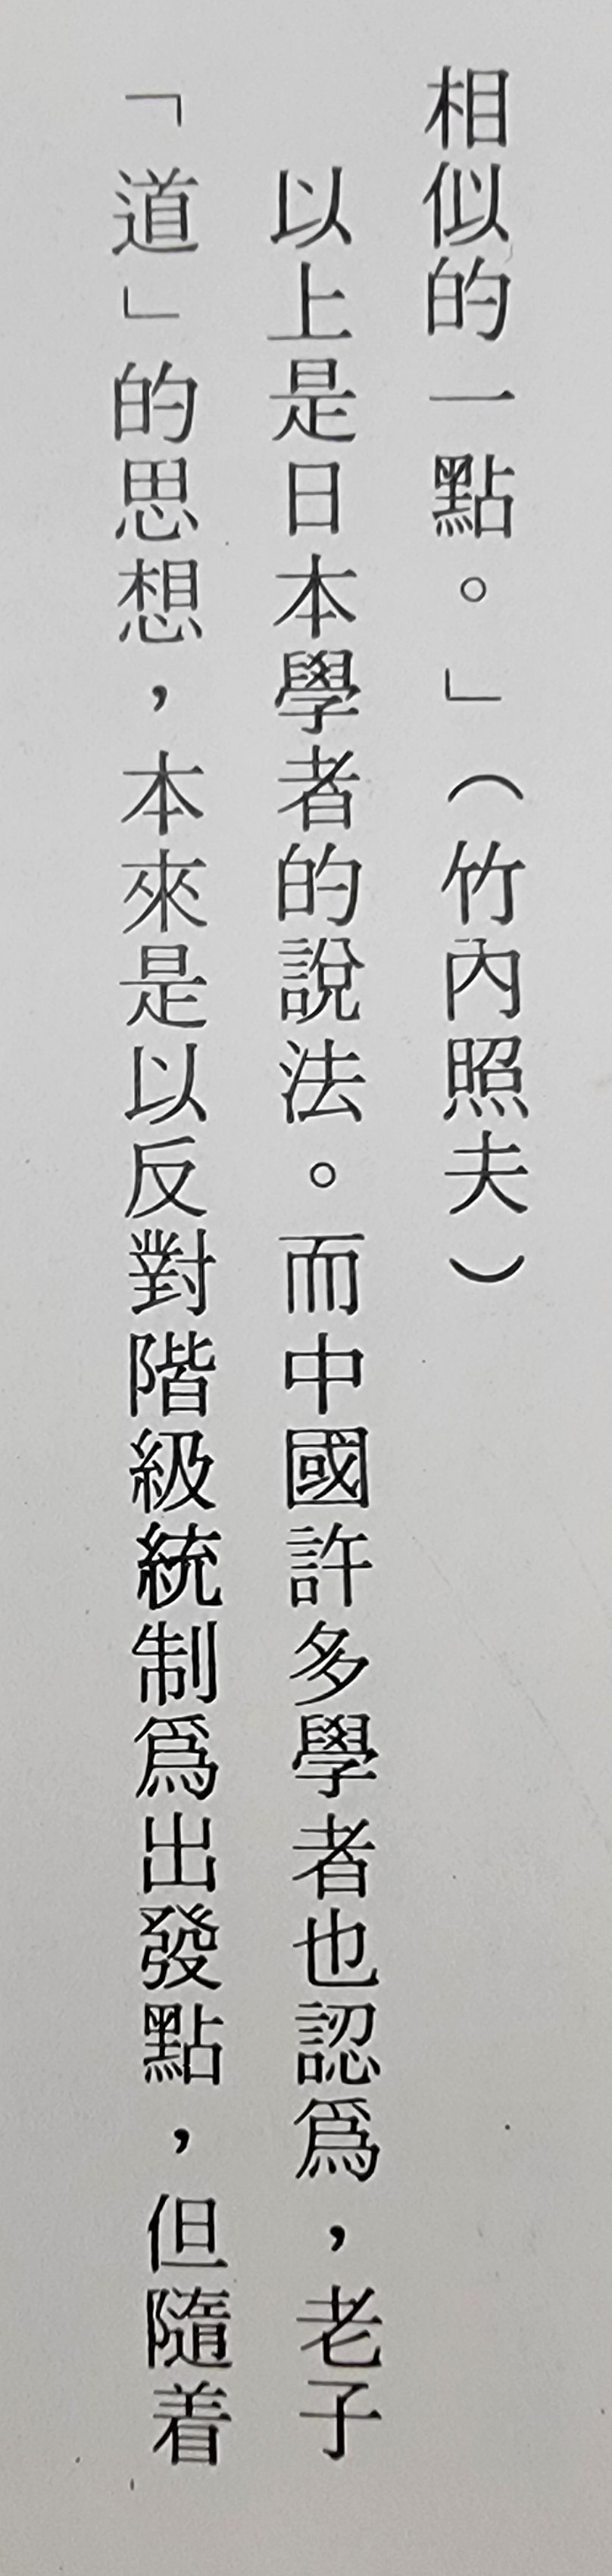 相似的一點。」（竹內照夫）
以上是日本學者的說法。而中國許多學者也認爲，老子
「道」的思想，本來是以反對階級統制爲出發點，但隨着